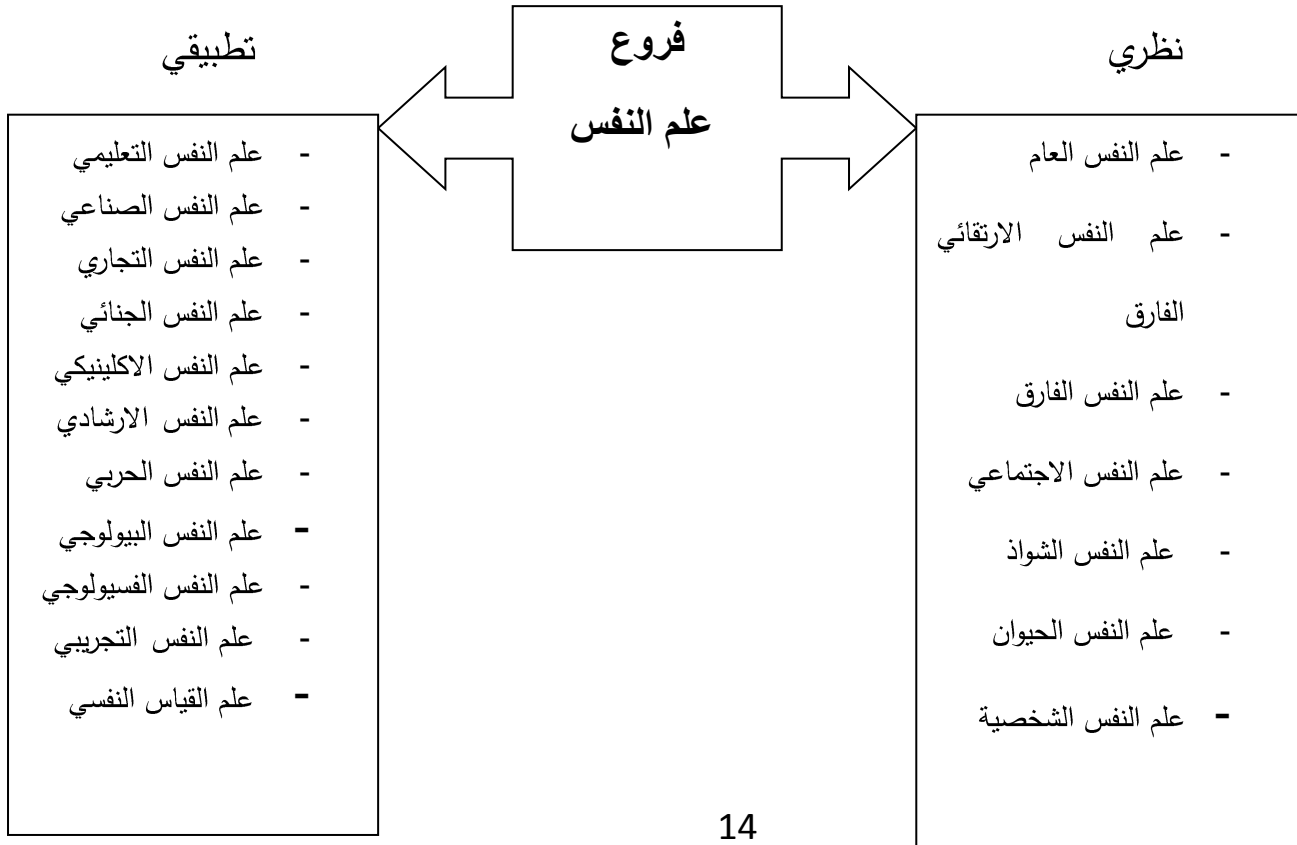 فروع
علم النفس
نظري
- علم النفس العام
- علم النفس الارتقائي
الفارق
- علم النفس الفارق
- علم النفس الاجتماعي
- علم النفس الشواذ
- علم النفس الحيوان
- علم النفس الشخصية
تطبيقي
- علم النفس التعليمي
- علم النفس الصناعي
- علم النفس التجاري
- علم النفس الجنائي
- علم النفس الاكلينيكي
- علم النفس الارشادي
- علم النفس الحربي
- علم النفس البيولوجي
- علم النفس الفسيولوجي
- علم النفس التجريبي
- علم القياس النفسي
14